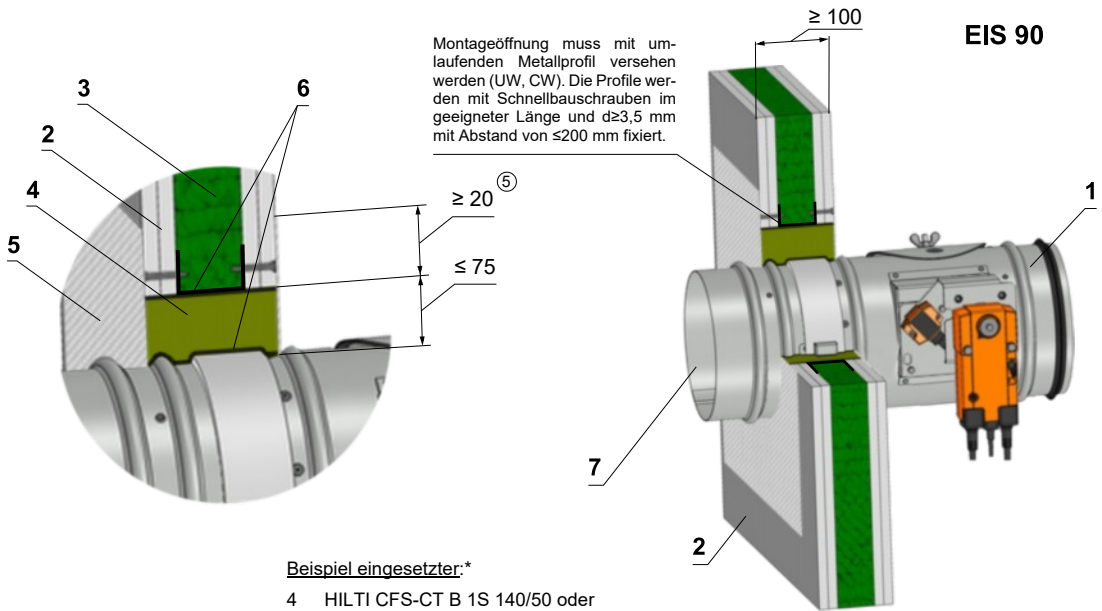 ≥ 100
EIS 90
Montageöffnung muss mit um-
laufenden Metallprofil versehen
werden (UW, CW). Die Profile wer-
den mit Schnellbauschrauben im
geeigneter Länge und d≥3,5 mm
mit Abstand von ≤200 mm fixiert.
3
6
2
4
5
≥ 20 ⑤
≤ 75
1
7
2
Beispiel eingesetzter:*
4 HILTI CFS-CT B 1S 140/50 oder